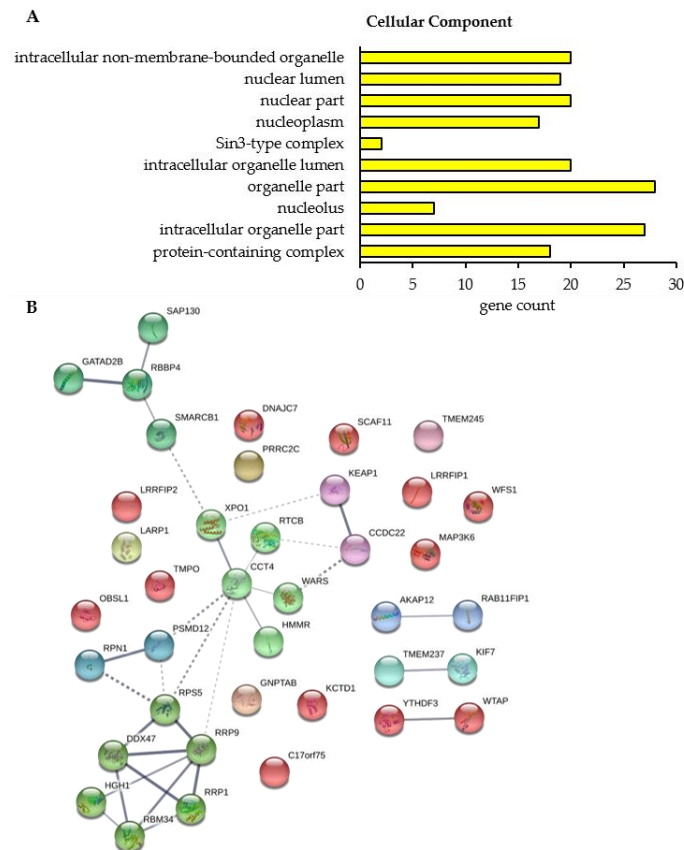 A
Cellular Component
intracellular non-membrane-bounded organelle
nuclear lumen
nuclear part
nucleoplasm
Sin3-type complex
intracellular organelle lumen
organelle part
nucleolus
intracellular organelle part
protein-containing complex
0 5 10 15 20 25 30
gene count
B
SAP130
GATAD2B
RBBP4
SMARCB1
DNAJC7
SCAF11
TMEM245
PRRC2C
KEAP1
LRRFIP1
WFS1
LRRFIP2
XPO1
RTCB
LARP1
CCDC22
MAP3K6
TMPO
CCT4
WARS
OBSL1
AKAP12
RAB11FIP1
PSMD12
HMMR
RPN1
TMEM237
KIF7
RPS5
GNPTAB
KCTD1
YTHDF3
WTAP
DDX47
RRP9
C17orf75
HGH1
RRP1
RBM34